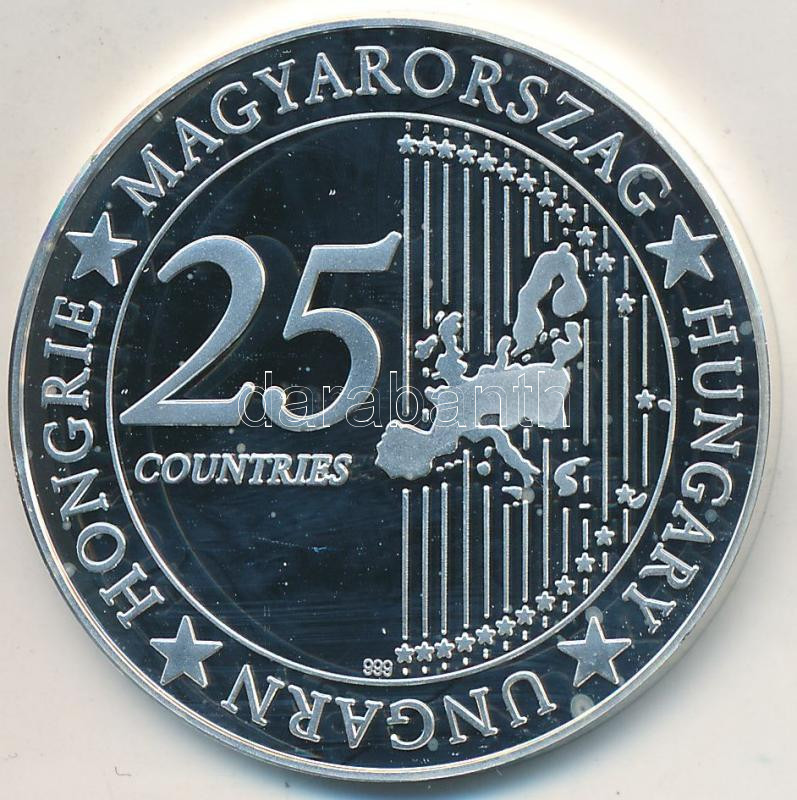 MAGYARORSZAG
HUNGARY
UNGARN
HONGRIE
25
COUNTRIES
999
darabanth